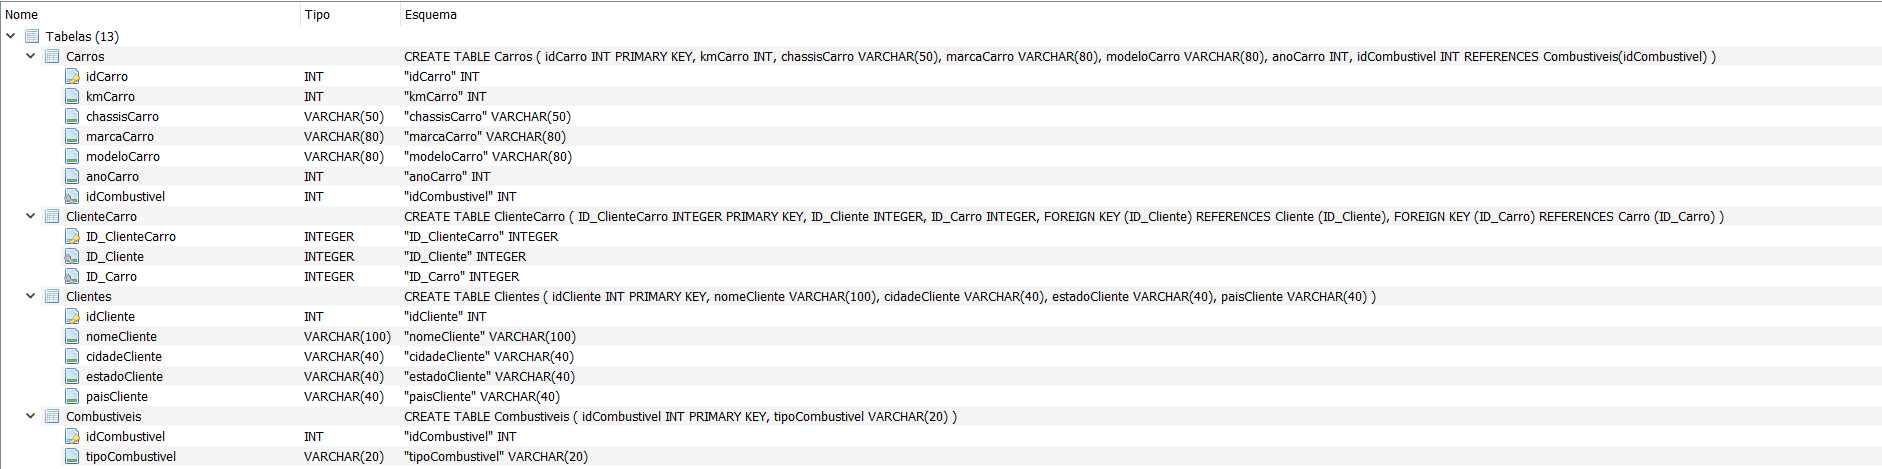 Nome Tipo Esquema
Tabelas (13)
Carros CREATE TABLE Carros ( idCarro INT PRIMARY KEY, kmCarro INT, chassisCarro VARCHAR(50), marcaCarro VARCHAR(80), modeloCarro VARCHAR(80), anoCarro INT, idCombustivel INT REFERENCES Combustiveis(idCombustivel) )
idCarro INT "idCarro" INT
kmCarro INT "kmCarro" INT
chassisCarro VARCHAR(50) "chassisCarro" VARCHAR(50)
marcaCarro VARCHAR(80) "marcaCarro" VARCHAR(80)
modeloCarro VARCHAR(80) "modeloCarro" VARCHAR(80)
anoCarro INT "anoCarro" INT
idCombustivel INT "idCombustivel" INT
ClienteCarro CREATE TABLE ClienteCarro ( ID_ClienteCarro INTEGER PRIMARY KEY, ID_Cliente INTEGER, ID_Carro INTEGER, FOREIGN KEY (ID_Cliente) REFERENCES Cliente (ID_Cliente), FOREIGN KEY (ID_Carro) REFERENCES Carro (ID_Carro) )
ID_ClienteCarro INTEGER "ID_ClienteCarro" INTEGER
ID_Cliente INTEGER "ID_Cliente" INTEGER
ID_Carro INTEGER "ID_Carro" INTEGER
Clientes CREATE TABLE Clientes ( idCliente INT PRIMARY KEY, nomeCliente VARCHAR(100), cidadeCliente VARCHAR(40), estadoCliente VARCHAR(40), paisCliente VARCHAR(40) )
idCliente INT "idCliente" INT
nomeCliente VARCHAR(100) "nomeCliente" VARCHAR(100)
cidadeCliente VARCHAR(40) "cidadeCliente" VARCHAR(40)
estadoCliente VARCHAR(40) "estadoCliente" VARCHAR(40)
paisCliente VARCHAR(40) "paisCliente" VARCHAR(40)
Combustiveis CREATE TABLE Combustiveis ( idCombustivel INT PRIMARY KEY, tipoCombustivel VARCHAR(20) )
idCombustivel INT "idCombustivel" INT
tipoCombustivel VARCHAR(20) "tipoCombustivel" VARCHAR(20)